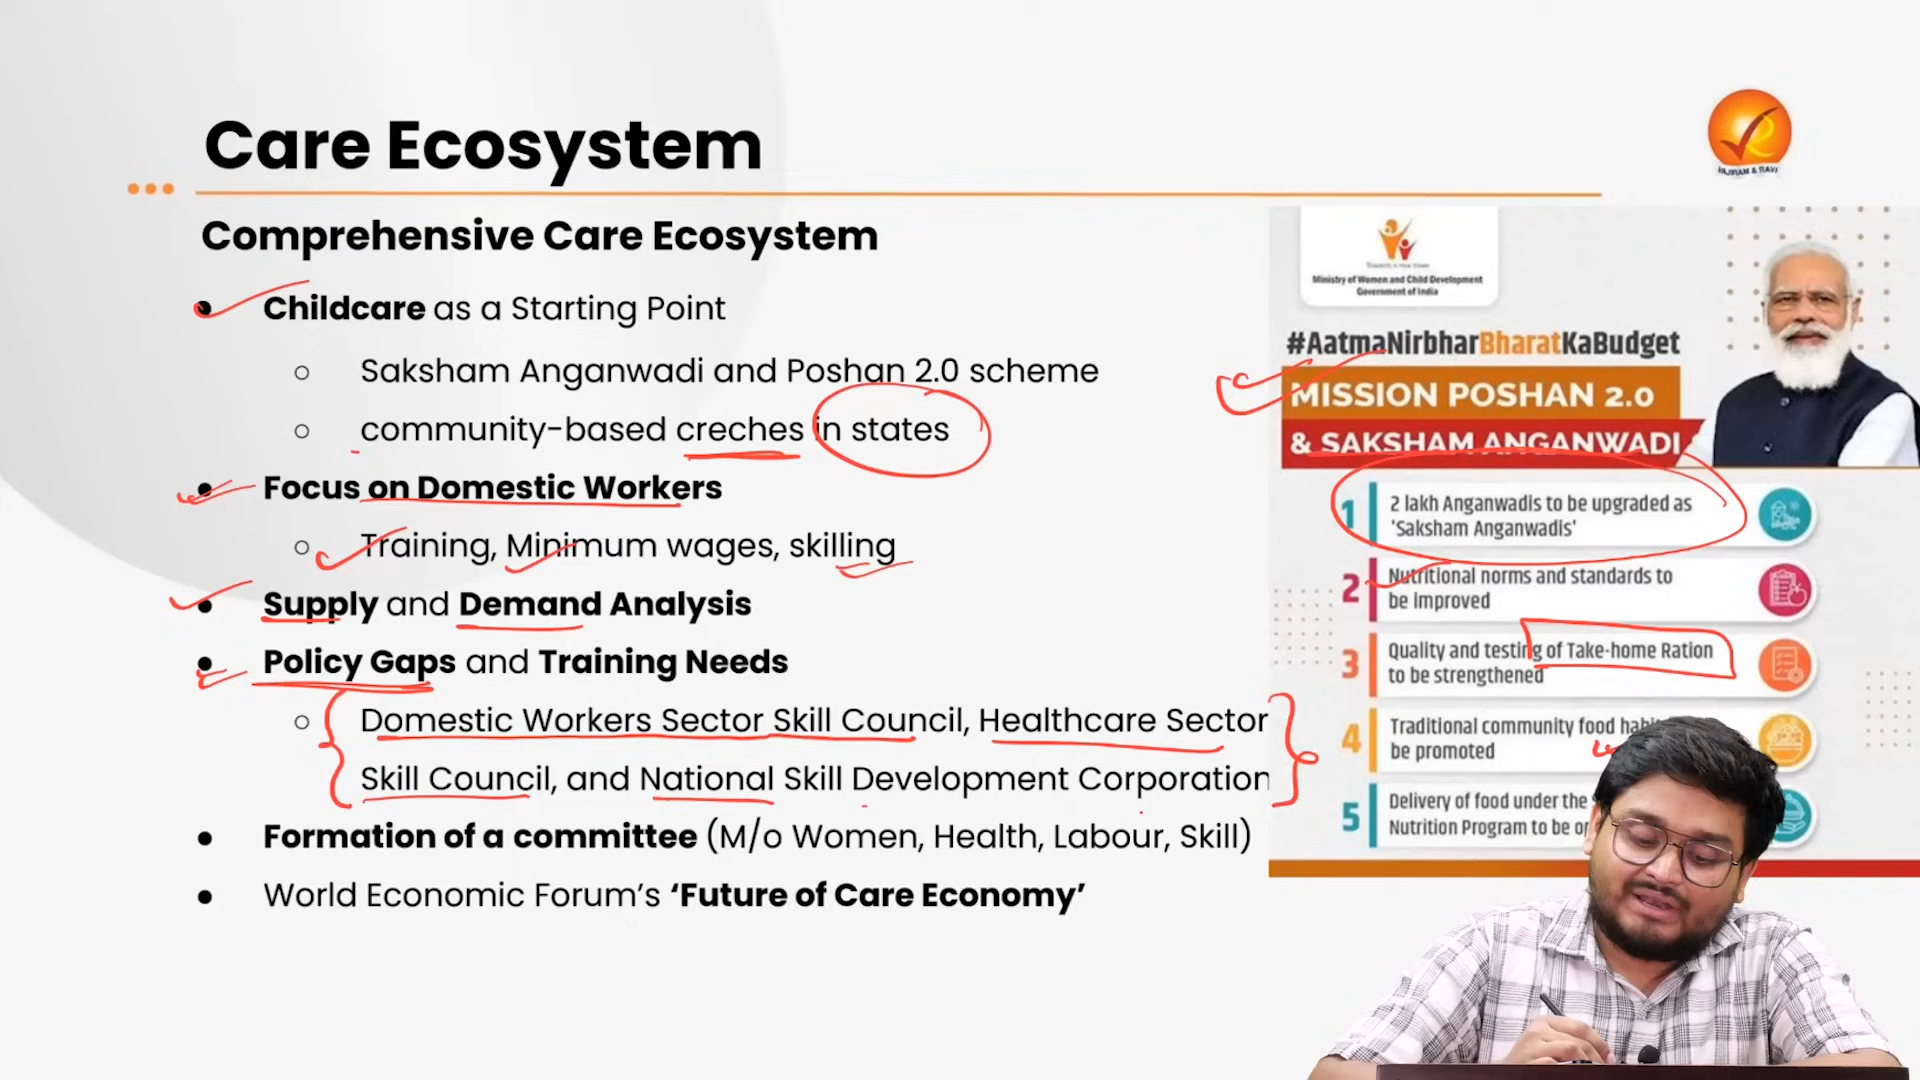 Care Ecosystem
VAJIRAM & RAVI
Comprehensive Care Ecosystem
Childcare as a Starting Point
Saksham Anganwadi and Poshan 2.0 scheme
community-based creches in states
Focus on Domestic Workers
Training, Minimum wages, skilling
Supply and Demand Analysis
Policy Gaps and Training Needs
Domestic Workers Sector Skill Council, Healthcare Sector
Skill Council, and National Skill Development Corporation
Formation of a committee (M/o Women, Health, Labour, Skill)
World Economic Forum's 'Future of Care Economy'
Ministry of Women and Child Development
Government of India
#AatmaNirbharBharatKaBudget
MISSION POSHAN 2.0
& SAKSHAM ANGANWADI
1
2 lakh Anganwadis to be upgraded as
'Saksham Anganwadis'
2
Nutritional norms and standards to
be improved
3
Quality and testing of Take-home Ration
to be strengthened
4
Traditional community food
be promoted
5
Delivery of food under the
Nutrition Program to be